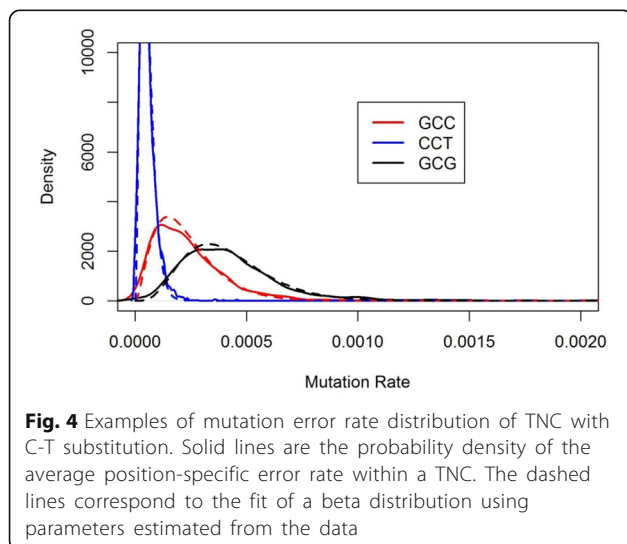 10000
6000
2000
0
Density
GCC
CCT
GCG
0.0000 0.0005 0.0010 0.0015 0.0020
Mutation Rate
Fig. 4 Examples of mutation error rate distribution of TNC with
C-T substitution. Solid lines are the probability density of the
average position-specific error rate within a TNC. The dashed
lines correspond to the fit of a beta distribution using
parameters estimated from the data